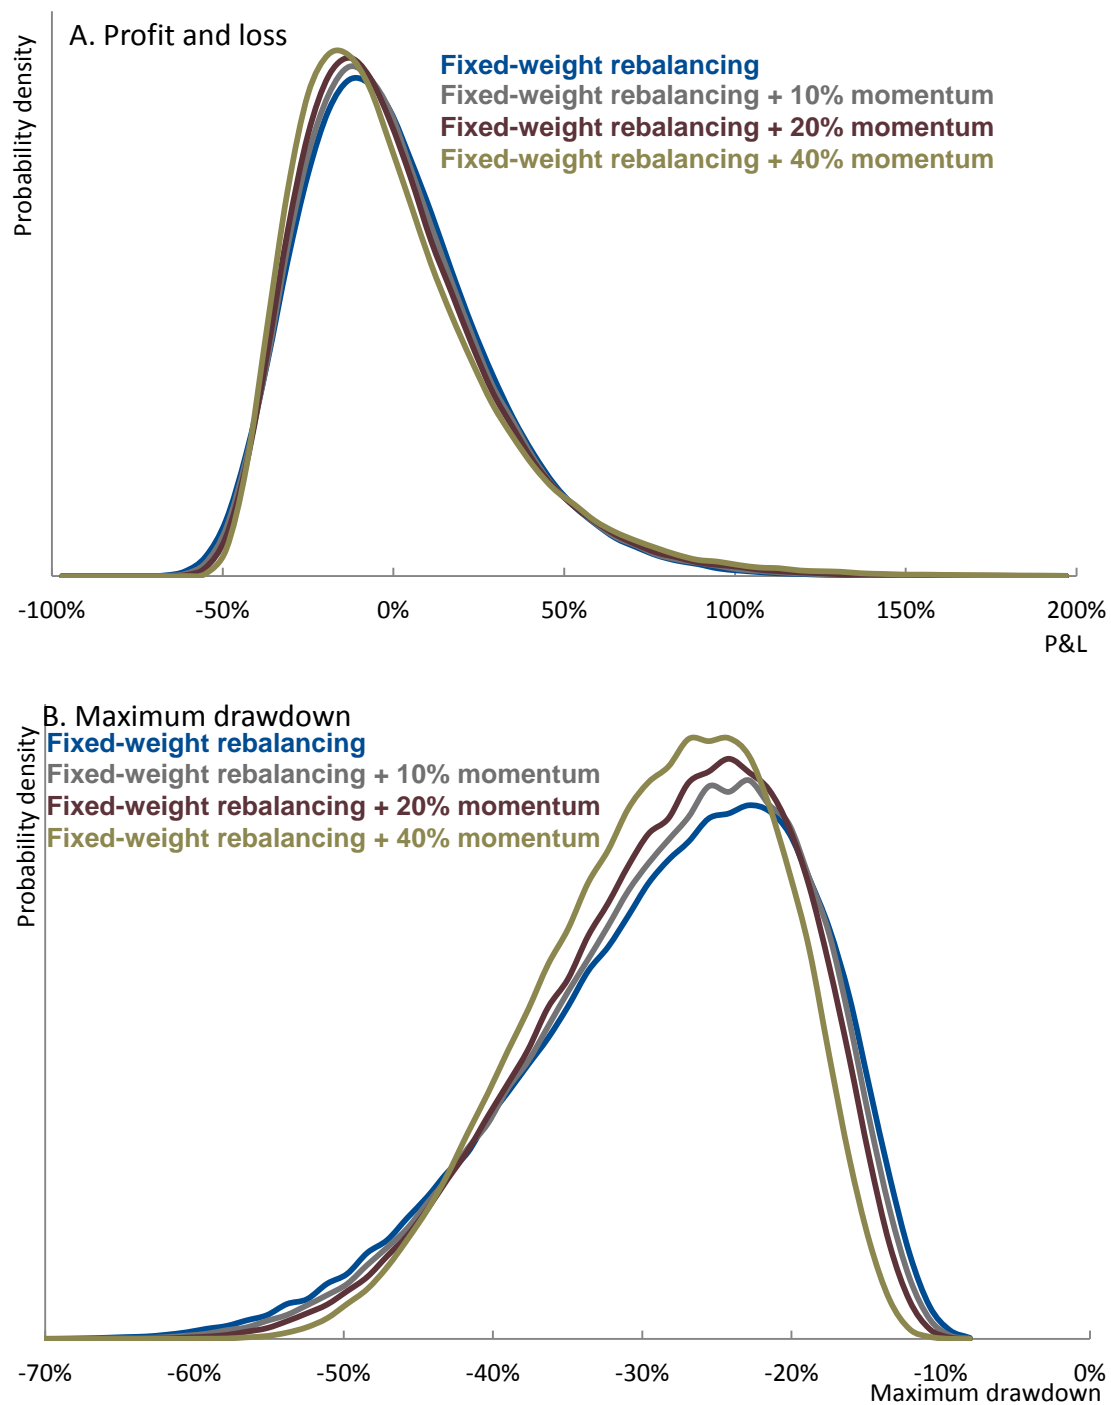 A. Profit and loss
Probability density
Fixed-weight rebalancing
Fixed-weight rebalancing + 10% momentum
Fixed-weight rebalancing + 20% momentum
Fixed-weight rebalancing + 40% momentum
-100% -50% 0% 50% 100% 150% 200%
P&L
B. Maximum drawdown
Probability density
Fixed-weight rebalancing
Fixed-weight rebalancing + 10% momentum
Fixed-weight rebalancing + 20% momentum
Fixed-weight rebalancing + 40% momentum
-70% -60% -50% -40% -30% -20% -10% 0%
Maximum drawdown